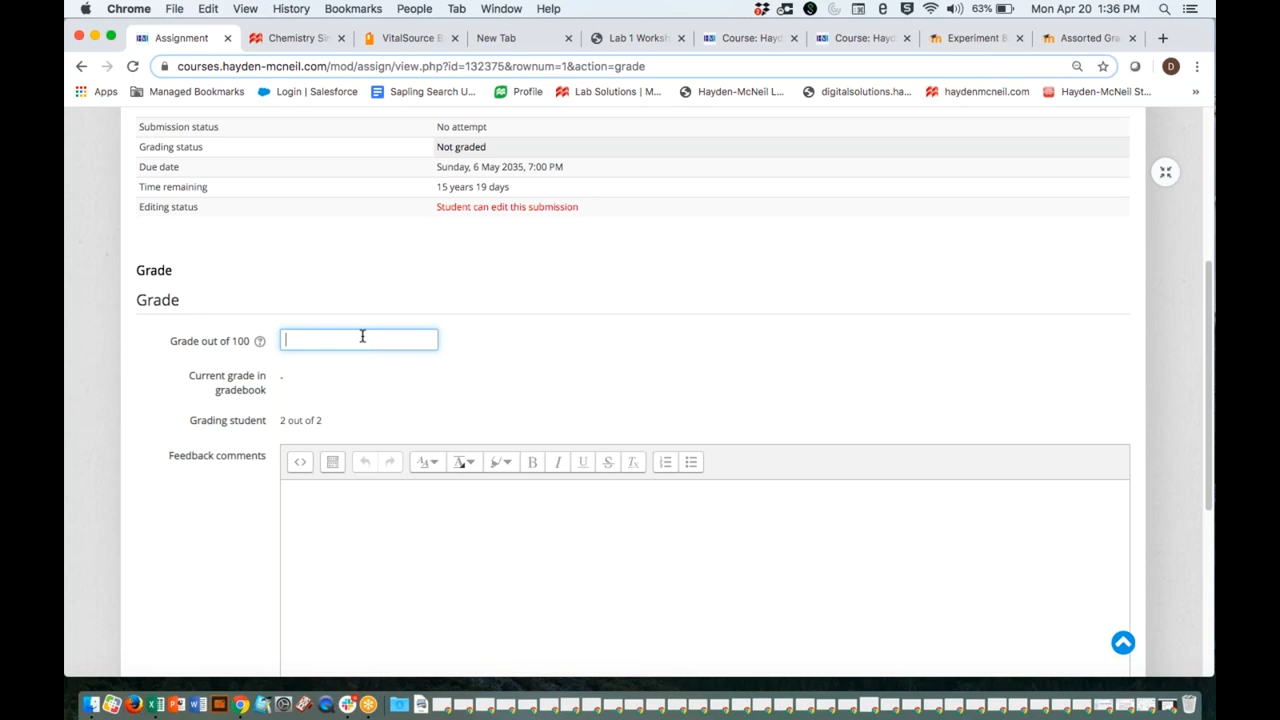 Chrome File Edit View History Bookmarks People Tab Window Help 63% Mon Apr 20 1:36 PM
Assignment Chemistry Sim VitalSource B New Tab Lab 1 Worksh Course: Hayd Course: Hayd Experiment B Assorted Gra
courses.hayden-mcneil.com/mod/assign/view.php?id=132375&rownum=1&action=grade
Apps Managed Bookmarks Login | Salesforce Sapling Search U... Profile Lab Solutions | M... Hayden-McNeil L... digitalsolutions.ha... haydenmcneil.com Hayden-McNeil St... »
Submission status No attempt
Grading status Not graded
Due date Sunday, 6 May 2035, 7:00 PM
Time remaining 15 years 19 days
Editing status Student can edit this submission
Grade
Grade
Grade out of 100
Current grade in gradebook -
Grading student 2 out of 2
Feedback comments